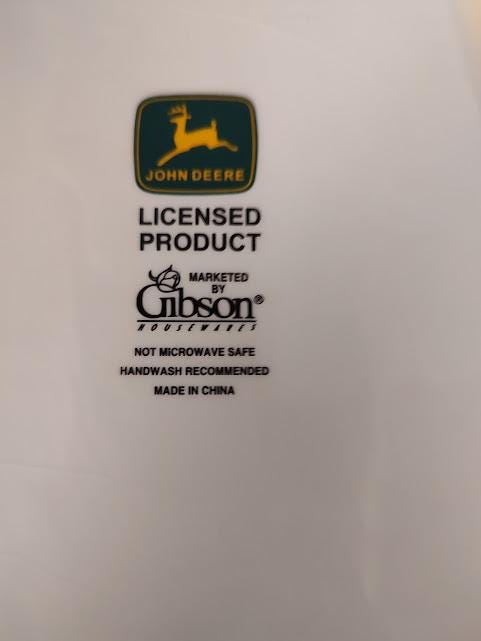 JOHN DEERE
LICENSED
PRODUCT
MARKETED
BY
Gibson®
HOUSEWARES
NOT MICROWAVE SAFE
HANDWASH RECOMMENDED
MADE IN CHINA